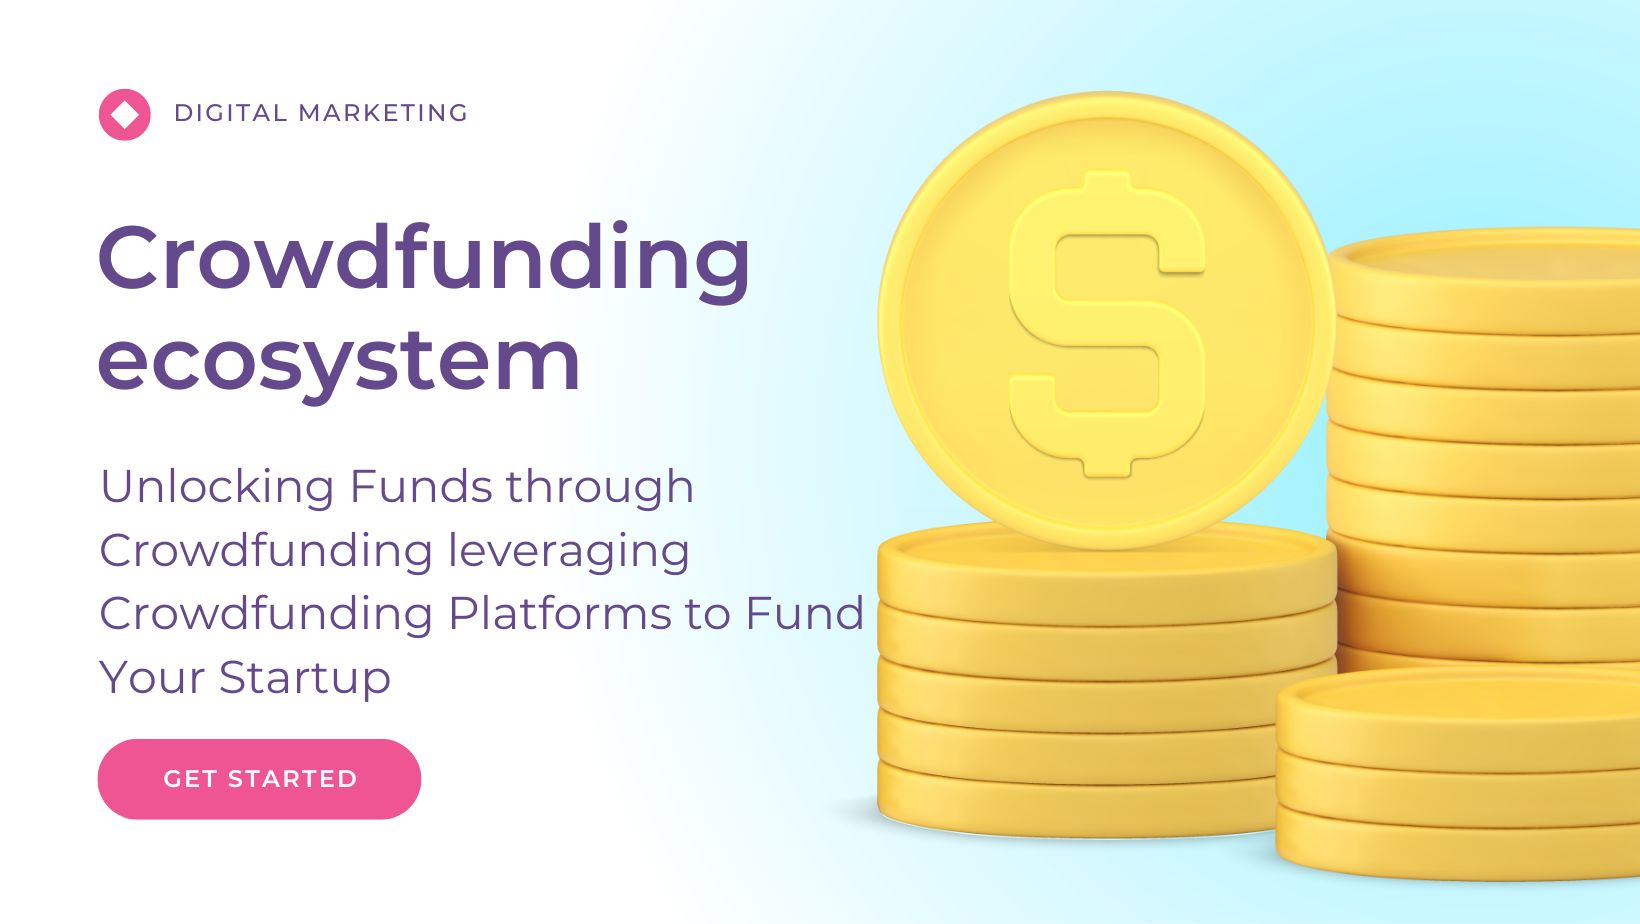 DIGITAL MARKETING
Crowdfunding
ecosystem
Unlocking Funds through
Crowdfunding leveraging
Crowdfunding Platforms to Fund
Your Startup
GET STARTED